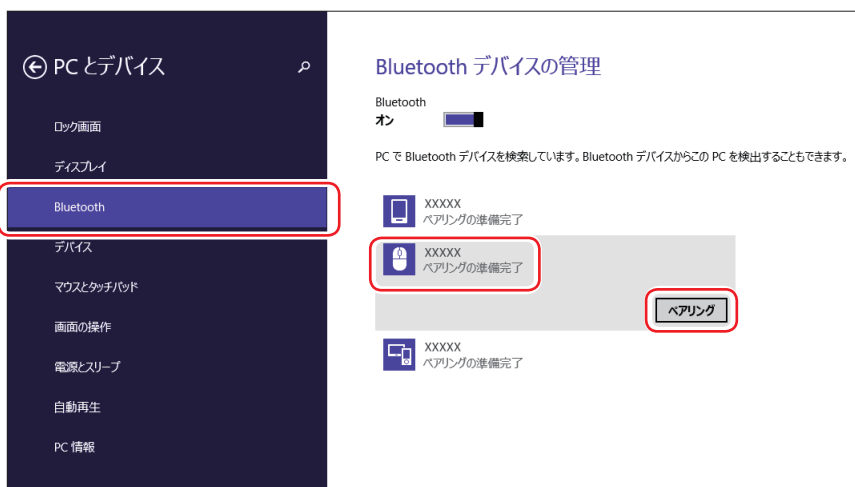 PC とデバイス
ロック画面
ディスプレイ
Bluetooth
デバイス
マウスとタッチパッド
画面の操作
電源とスリープ
自動再生
PC 情報
Bluetooth デバイスの管理
Bluetooth
オン
PC で Bluetooth デバイスを検索しています。Bluetooth デバイスからこの PC を検出することもできます。
XXXXX
ペアリングの準備完了
XXXXX
ペアリングの準備完了
ペアリング
XXXXX
ペアリングの準備完了